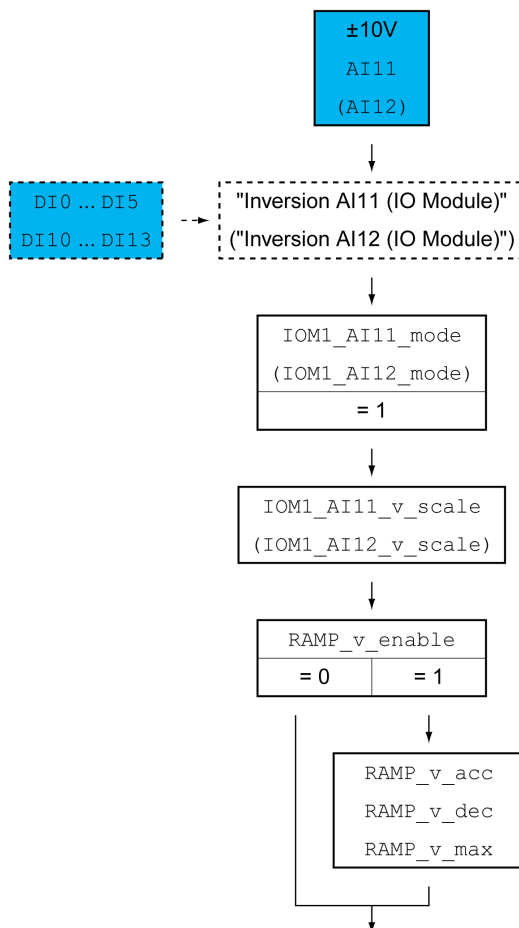 ±10V
AI11
(AI12)
DI0 ... DI5
DI10 ... DI13
"Inversion AI11 (IO Module)"
("Inversion AI12 (IO Module)")
IOM1_AI11_mode
(IOM1_AI12_mode)
= 1
IOM1_AI11_v_scale
(IOM1_AI12_v_scale)
RAMP_v_enable
= 0
= 1
RAMP_v_acc
RAMP_v_dec
RAMP_v_max